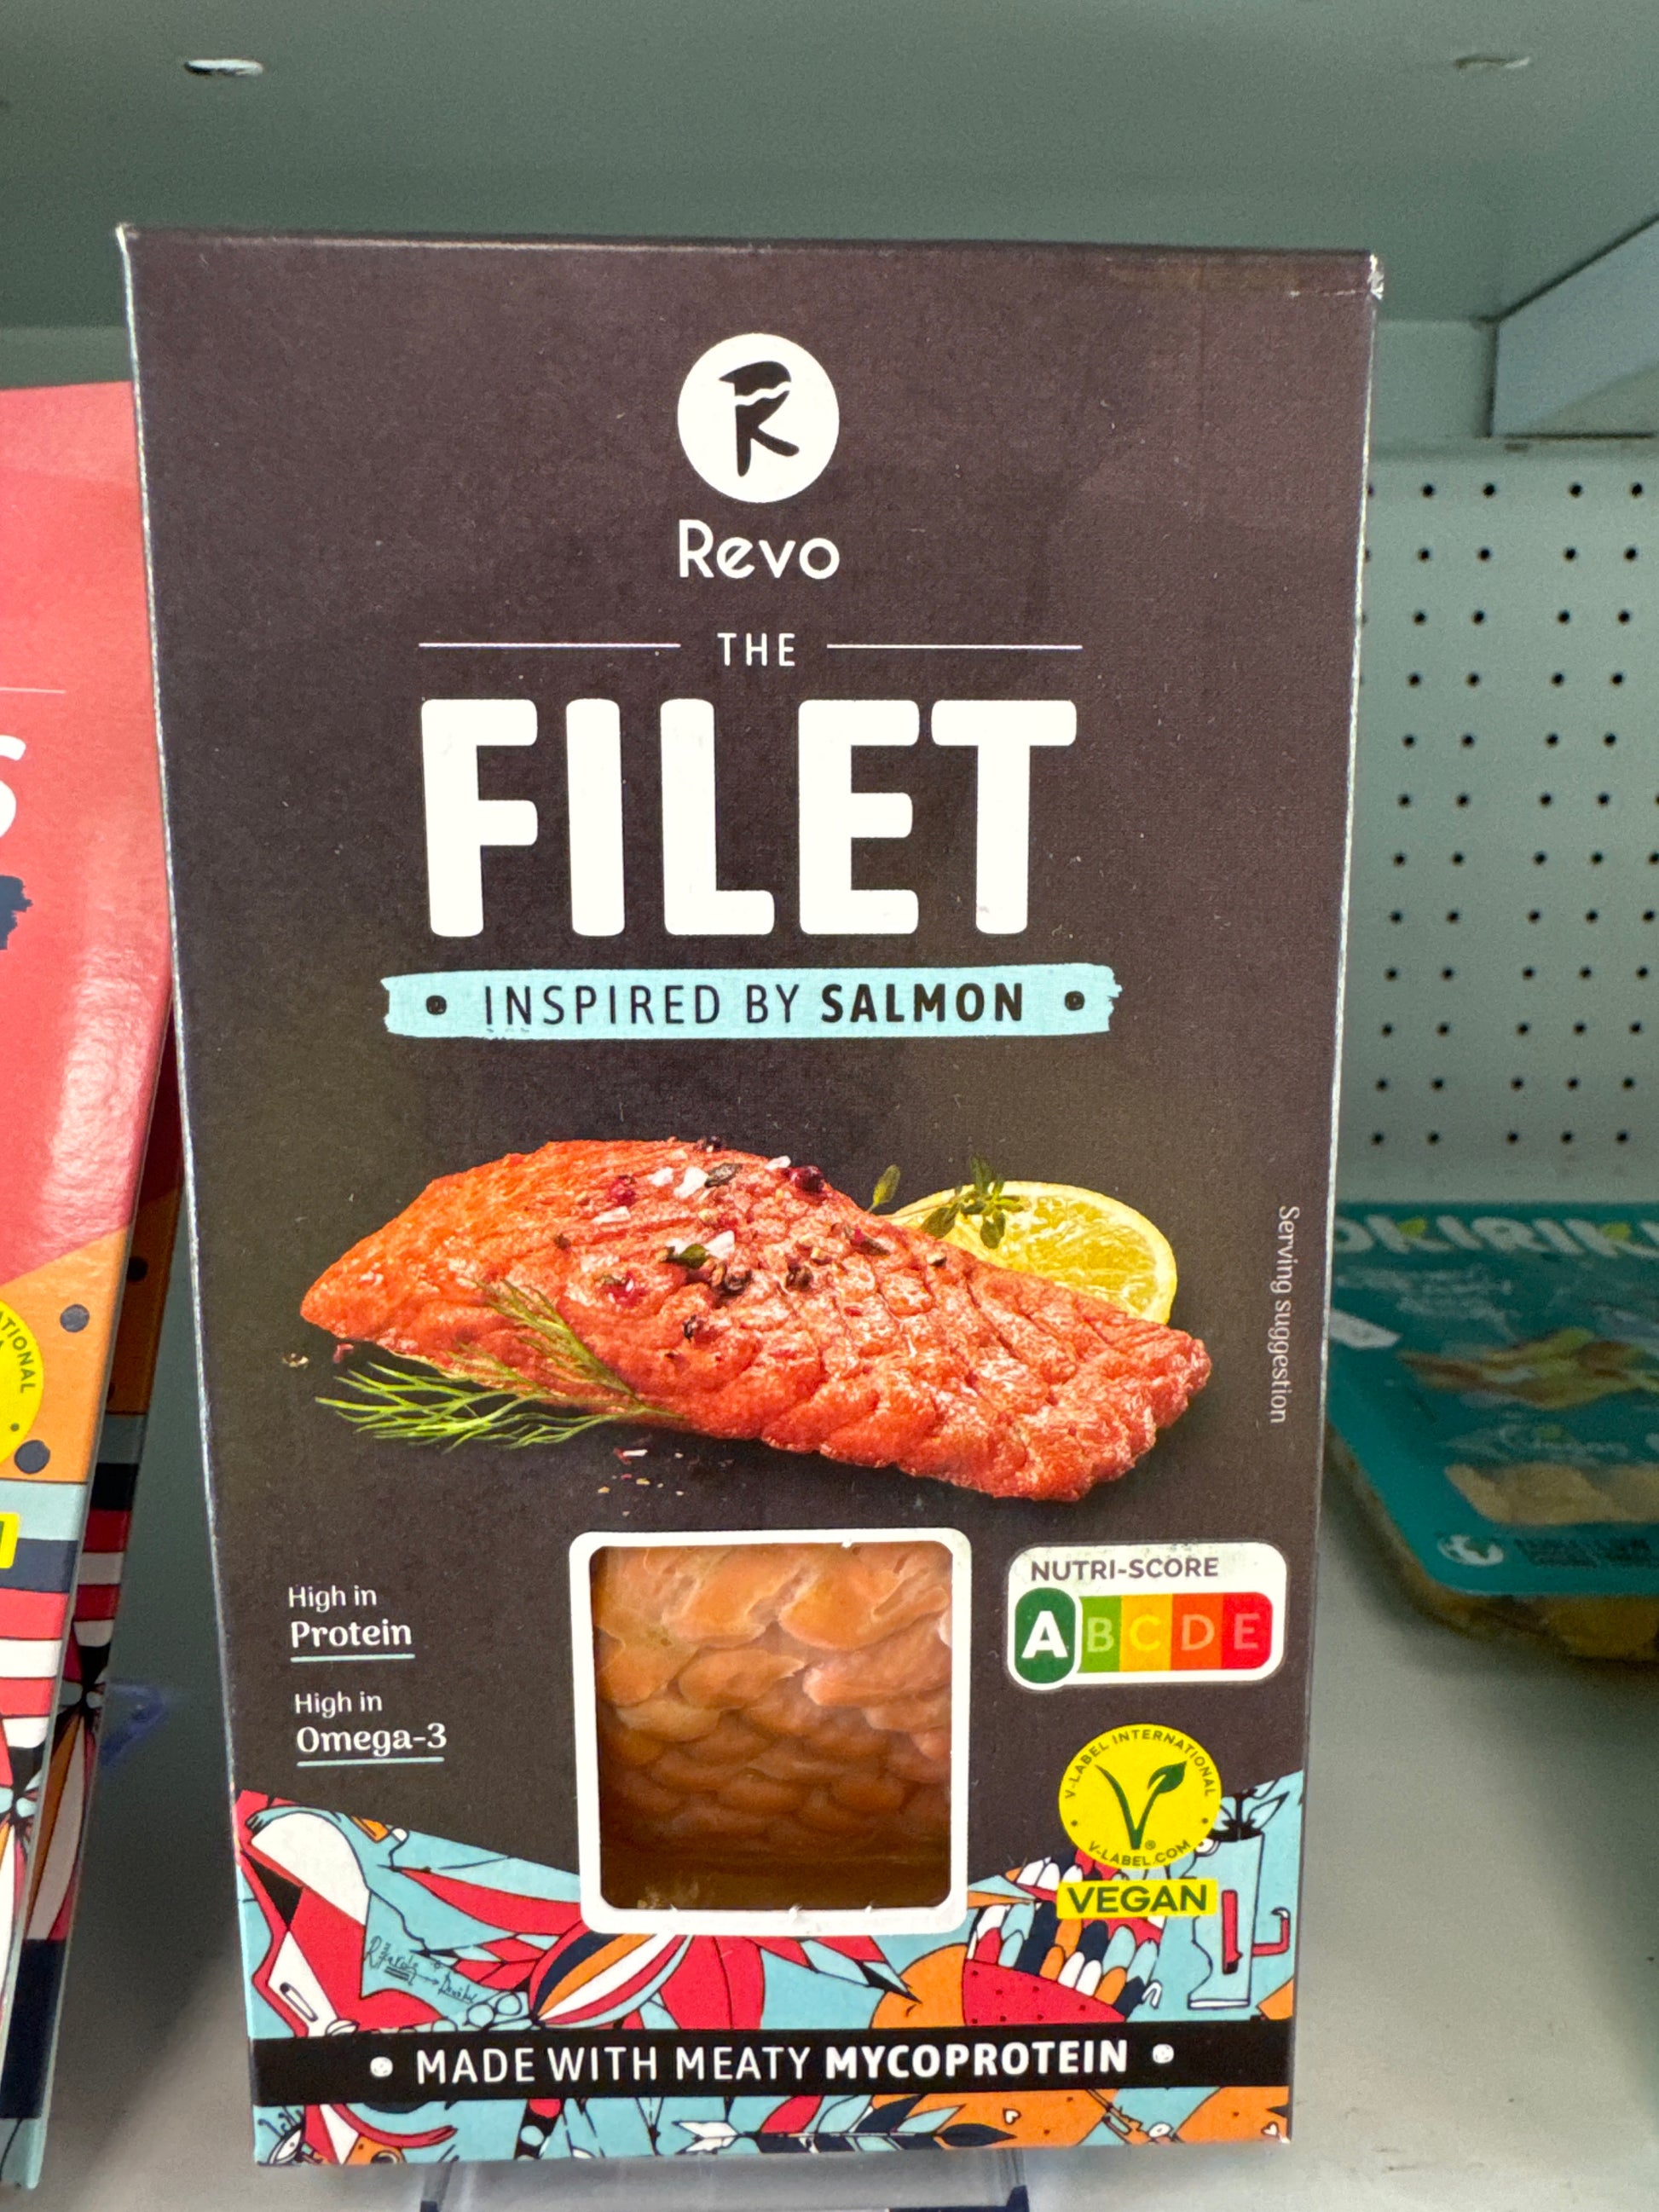 Revo
THE
FILET
• INSPIRED BY SALMON •
Serving suggestion
High in
Protein
High in
Omega-3
NUTRI-SCORE
A B C D E
V-LABEL INTERNATIONAL
V-LABEL.COM
VEGAN
• MADE WITH MEATY MYCOPROTEIN •